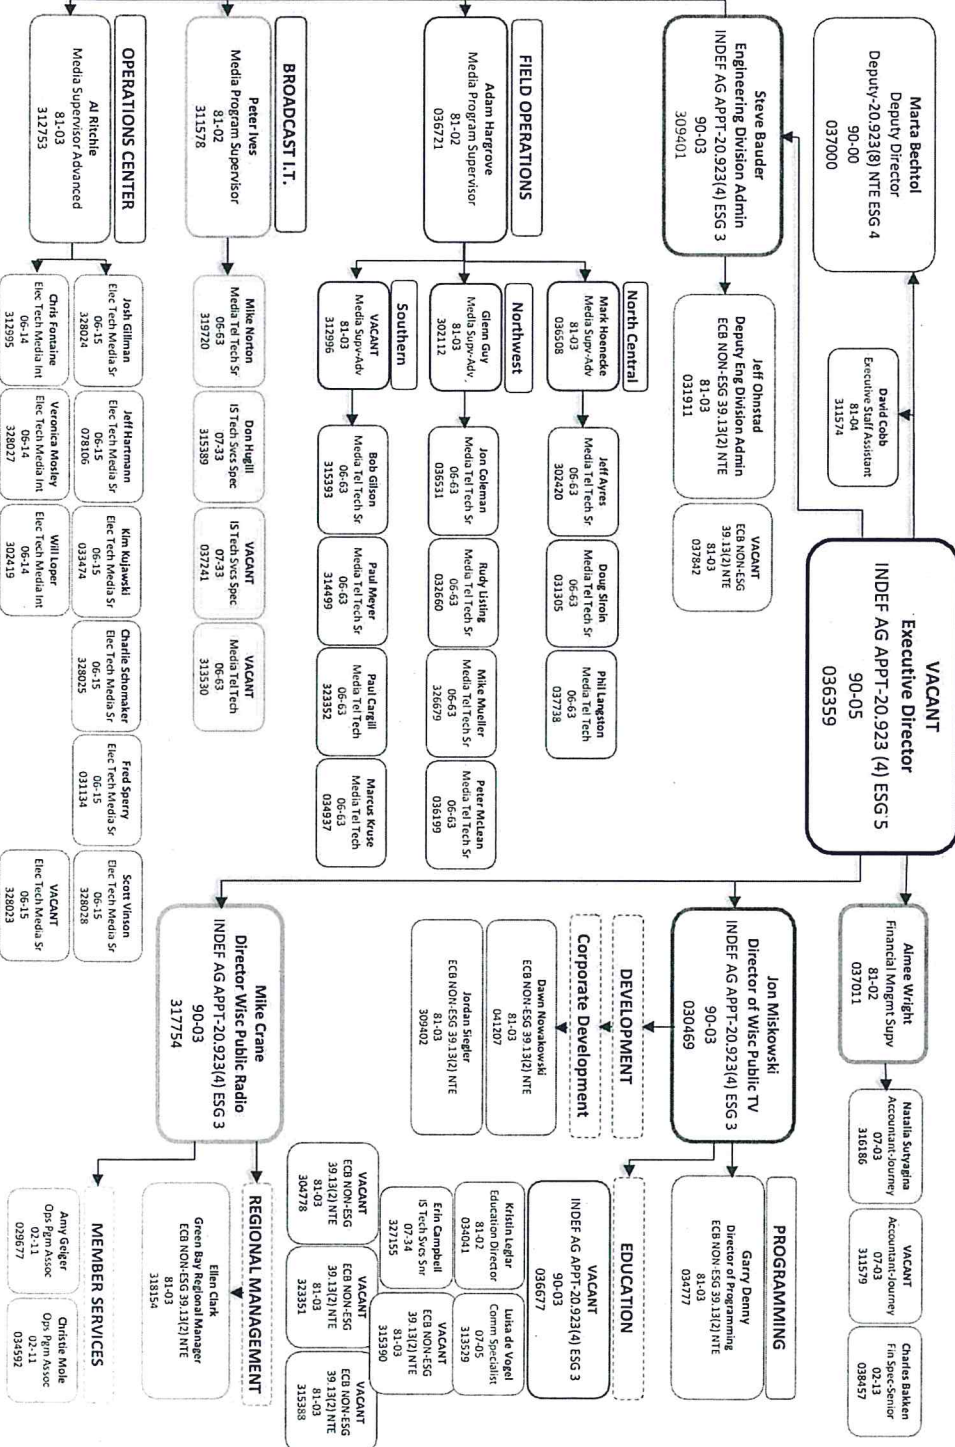 VACANT
Executive Director
INDEF AG APPT-20.923 (4) ESG 5
90-05
036359
Marta Bechtol
Deputy Director
Deputy-20.923(8) NTE ESG 4
90-00
037000
David Cobb
Executive Staff Assistant
81-04
311574
Aimee Wright
Financial Mngmt Supv
81-02
037011
Natalia Sutyagina
Accountant-Journey
07-03
316186
VACANT
Accountant-Journey
07-03
311579
Charles Bakken
Fin Spec-Senior
02-13
038457
Steve Bauder
Engineering Division Admin
INDEF AG APPT-20.923(4) ESG 3
90-03
309401
Jeff Ohnstad
Deputy Eng Division Admin
ECB NON-ESG 39.13(2) NTE
81-03
031911
VACANT
ECB NON-ESG
39.13(2) NTE
81-03
037842
Jon Miskowski
Director of Wisc Public TV
INDEF AG APPT-20.923(4) ESG 3
90-03
030469
PROGRAMMING
Garry Denny
Director of Programming
ECB NON-ESG 39.13(2) NTE
81-03
034777
DEVELOPMENT
Corporate Development
Dawn Nowakowski
ECB NON-ESG 39.13(2) NTE
81-03
041207
Jordan Siegler
ECB NON-ESG 39.13(2) NTE
81-03
309402
EDUCATION
VACANT
INDEF AG APPT-20.923(4) ESG 3
90-03
036677
Kristin Leglar
Education Director
81-02
034041
Luisa de Vogel
Comm Specialist
07-05
313529
Erin Campbell
IS Tech Svcs Snr
07-34
327155
VACANT
ECB NON-ESG
39.13(2) NTE
81-03
315390
VACANT
ECB NON-ESG
39.13(2) NTE
81-03
304778
VACANT
ECB NON-ESG
39.13(2) NTE
81-03
323351
VACANT
ECB NON-ESG
39.13(2) NTE
81-03
315388
FIELD OPERATIONS
Adam Hargrove
Media Program Supervisor
81-02
036721
North Central
Mark Hoenecke
Media Supv-Adv
81-03
036508
Jeff Ayres
Media Tel Tech Sr
06-63
302420
Doug Siroin
Media Tel Tech Sr
06-63
031305
Phil Langston
Media Tel Tech
06-63
037738
Northwest
Glenn Guy
Media Supv-Adv
81-03
302112
Jon Coleman
Media Tel Tech Sr
06-63
036531
Rudy Listing
Media Tel Tech Sr
06-63
032660
Mike Mueller
Media Tel Tech Sr
06-63
326679
Peter McLean
Media Tel Tech Sr
06-63
036199
Southern
VACANT
Media Supv-Adv
81-03
312996
Bob Gilson
Media Tel Tech Sr
06-63
315393
Paul Meyer
Media Tel Tech Sr
06-63
314499
Paul Cargill
Media Tel Tech
06-63
323352
Marcus Kruse
Media Tel Tech
06-63
034937
BROADCAST I.T.
Peter Ives
Media Program Supervisor
81-02
311578
Mike Norton
Media Tel Tech Sr
06-63
319720
Don Hugill
IS Tech Svcs Spec
07-33
315389
VACANT
IS Tech Svcs Spec
07-33
037241
VACANT
Media Tel Tech
06-63
313530
Mike Crane
Director Wisc Public Radio
INDEF AG APPT-20.923(4) ESG 3
90-03
317754
REGIONAL MANAGEMENT
Ellen Clark
Green Bay Regional Manager
ECB NON-ESG 39.13(2) NTE
81-03
318154
MEMBER SERVICES
Amy Geiger
Ops Pgm Assoc
02-11
029677
Christie Mole
Ops Pgm Assoc
02-11
034592
OPERATIONS CENTER
Al Ritchie
Media Supervisor Advanced
81-03
312753
Josh Gillman
Elec Tech Media Sr
06-15
328024
Jeff Hartmann
Elec Tech Media Sr
06-15
078106
Kim Kujawski
Elec Tech Media Sr
06-15
033474
Charlie Schomaker
Elec Tech Media Sr
06-15
328025
Fred Sperry
Elec Tech Media Sr
06-15
031134
Scott Vinson
Elec Tech Media Sr
06-15
328028
Chris Fontaine
Elec Tech Media Int
06-14
312995
Veronica Mosley
Elec Tech Media Int
06-14
328027
Will Loper
Elec Tech Media Int
06-14
302419
VACANT
Elec Tech Media Sr
06-15
328023